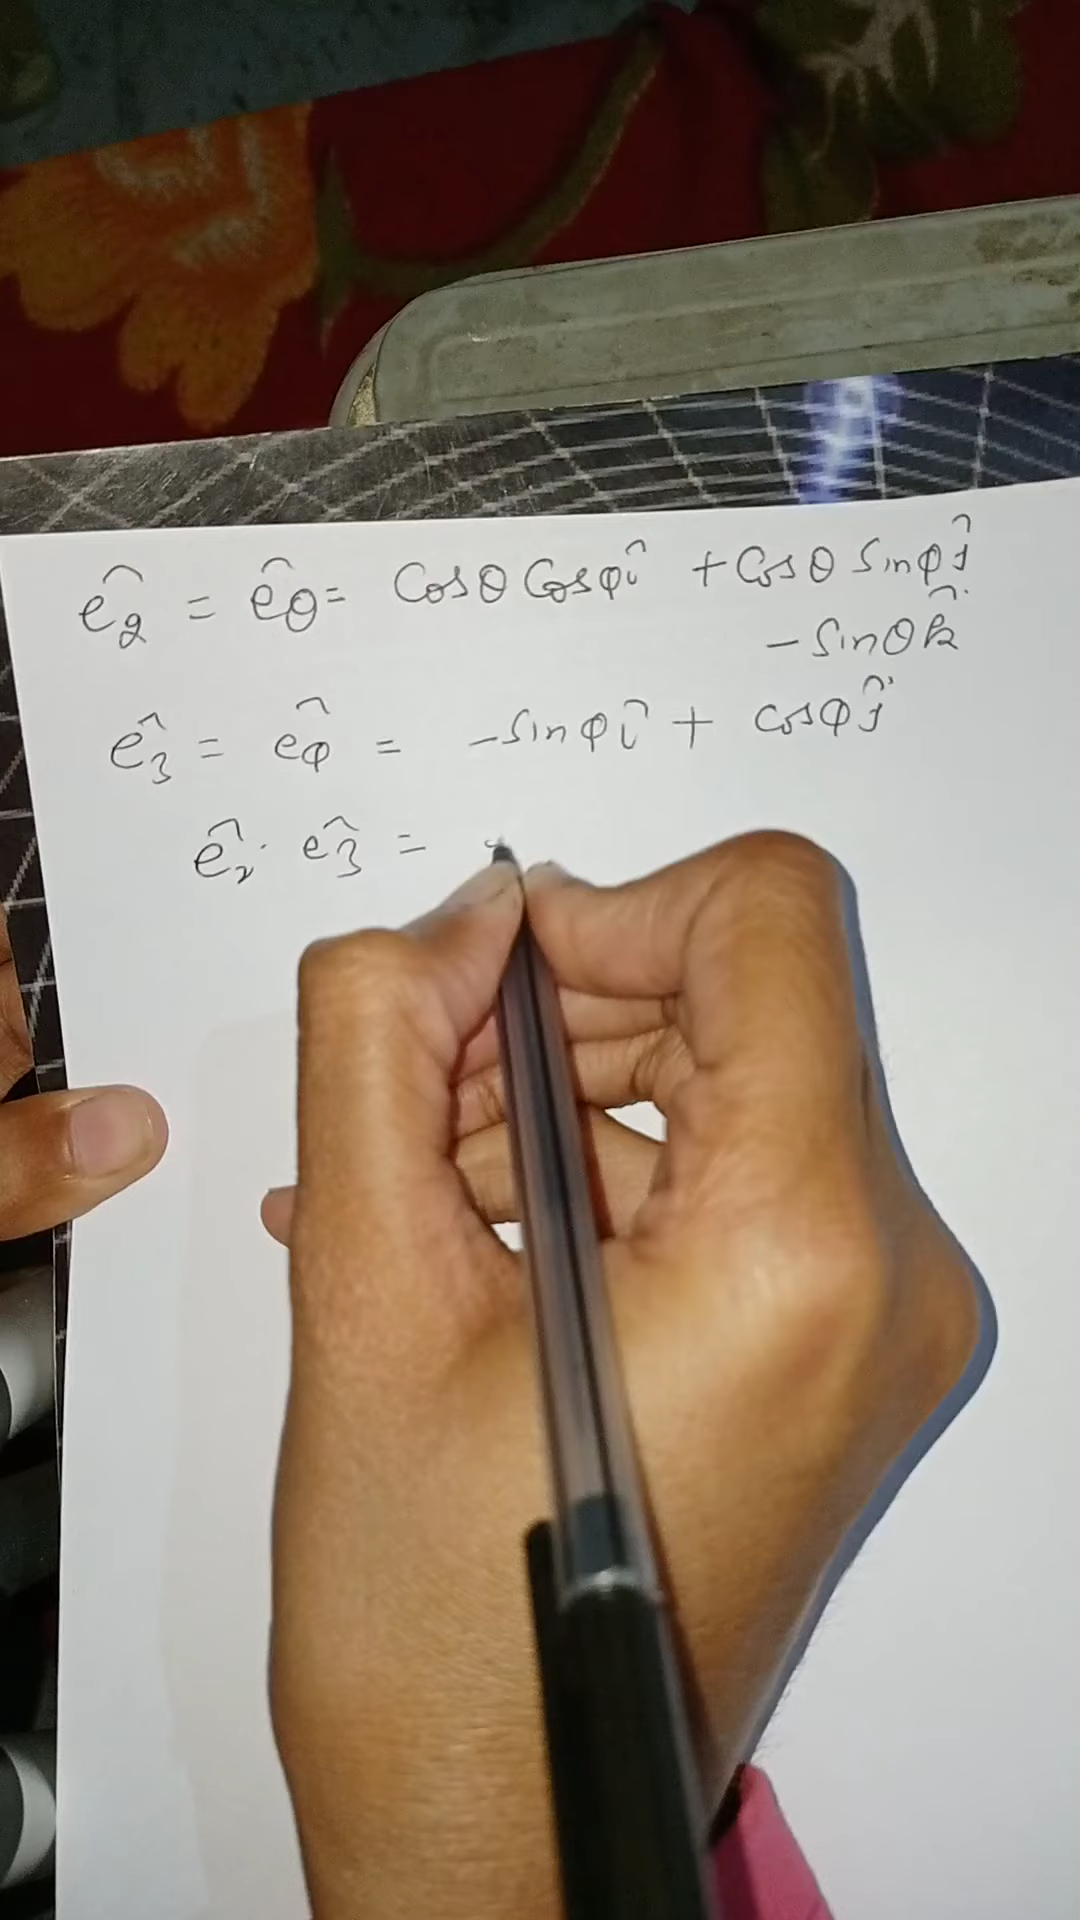 ê₂ = ê_θ = Cosθ Cosφ î + Cosθ Sinφ ĵ
- Sinθ k̂
ê₃ = ê_φ = - Sinφ î + cosφ ĵ
ê₂ · ê₃ =